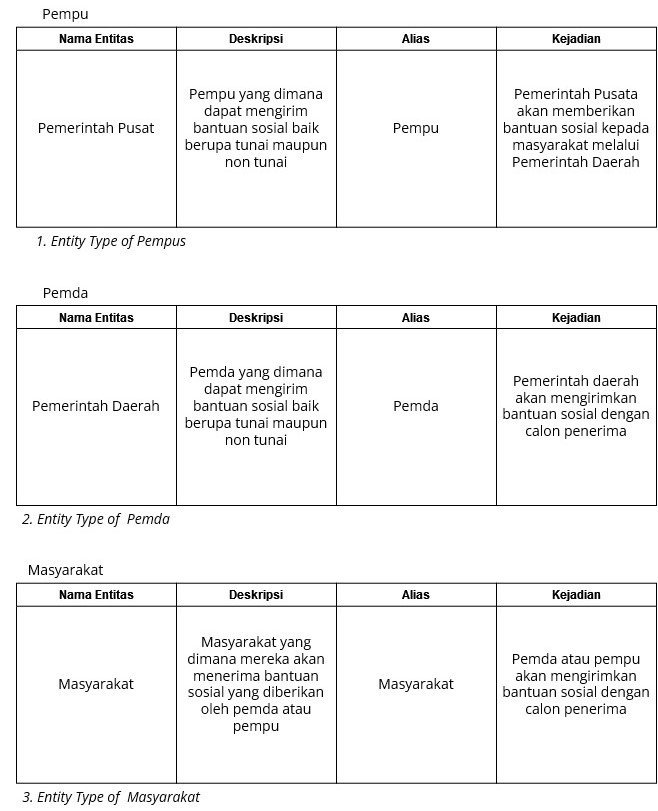 Pempu
Nama Entitas Deskripsi Alias Kejadian
Pemerintah Pusat
Pempu yang dimana
dapat mengirim
bantuan sosial baik
berupa tunai maupun
non tunai
Pempu
Pemerintah Pusata
akan memberikan
bantuan sosial kepada
masyarakat melalui
Pemerintah Daerah
1. Entity Type of Pempus
Pemda
Nama Entitas Deskripsi Alias Kejadian
Pemerintah Daerah
Pemda yang dimana
dapat mengirim
bantuan sosial baik
berupa tunai maupun
non tunai
Pemda
Pemerintah daerah
akan mengirimkan
bantuan sosial dengan
calon penerima
2. Entity Type of Pemda
Masyarakat
Nama Entitas Deskripsi Alias Kejadian
Masyarakat
Masyarakat yang
dimana mereka akan
menerima bantuan
sosial yang diberikan
oleh pemda atau
pempu
Masyarakat
Pemda atau pempu
akan mengirimkan
bantuan sosial dengan
calon penerima
3. Entity Type of Masyarakat